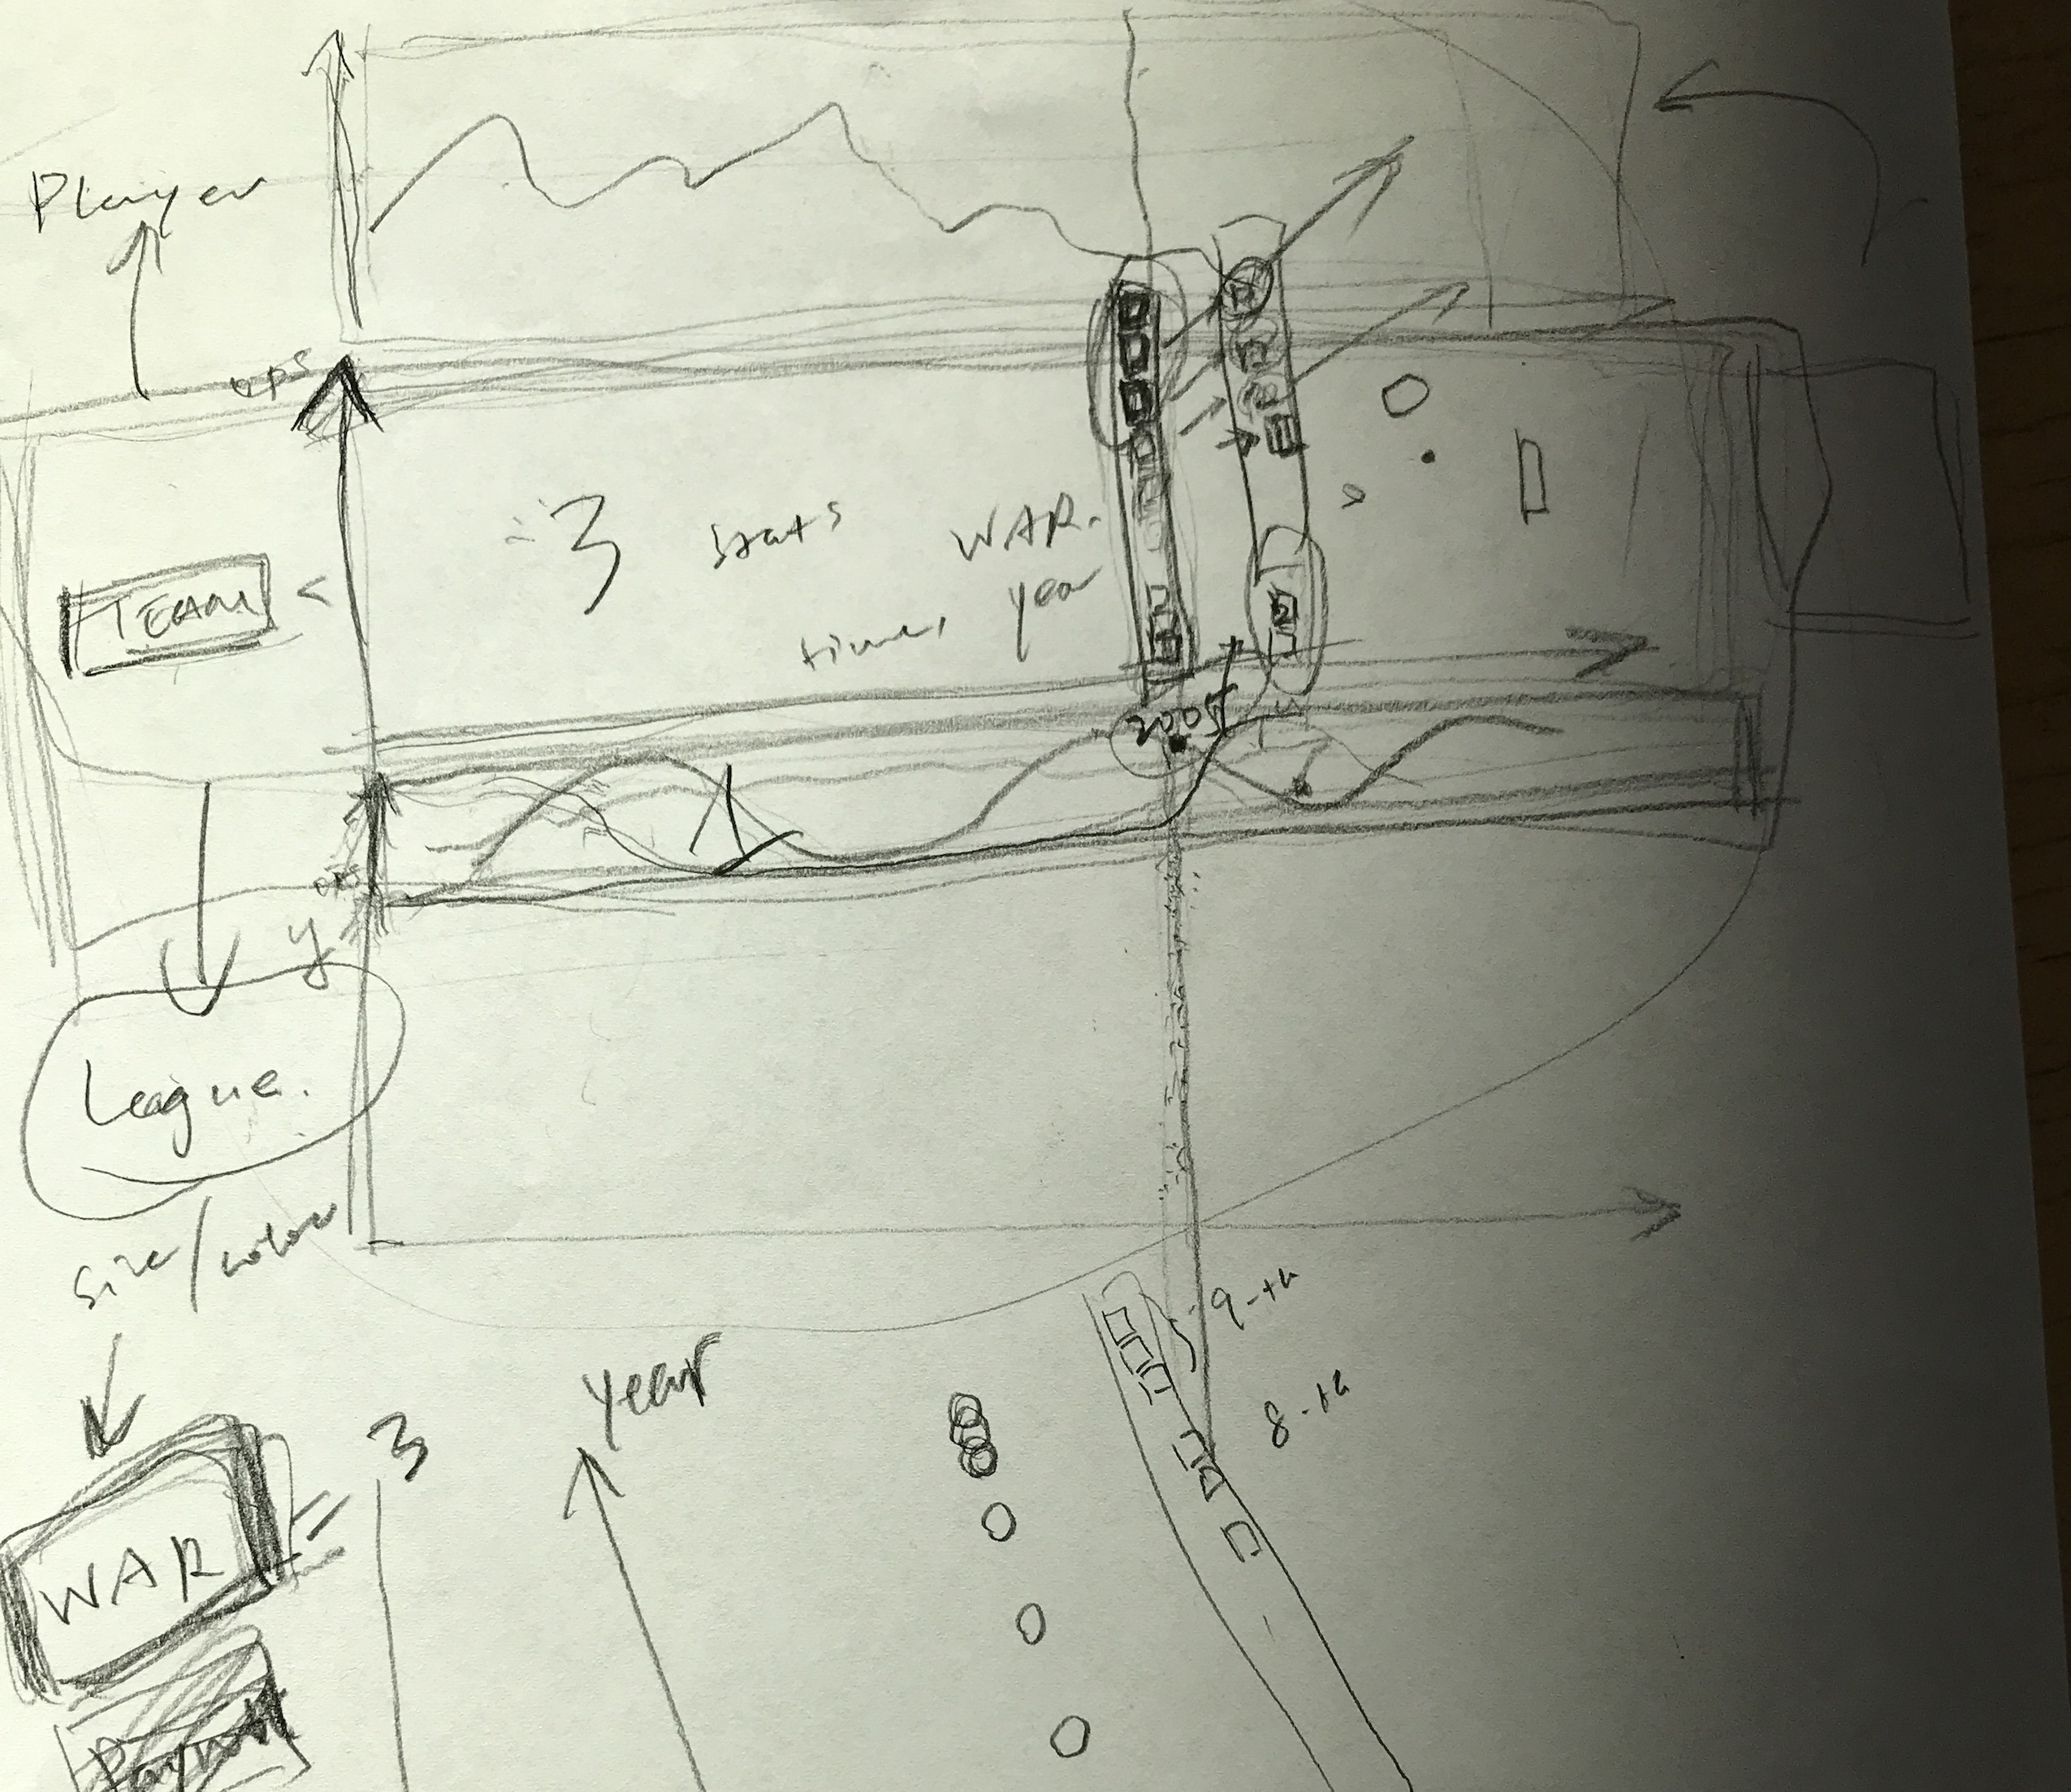 Player
ops
3 stats WAR.
time, year
TEAM
1
ops
y
League.
size/color
9-th
year
8-th
3
WAR =
Payroll